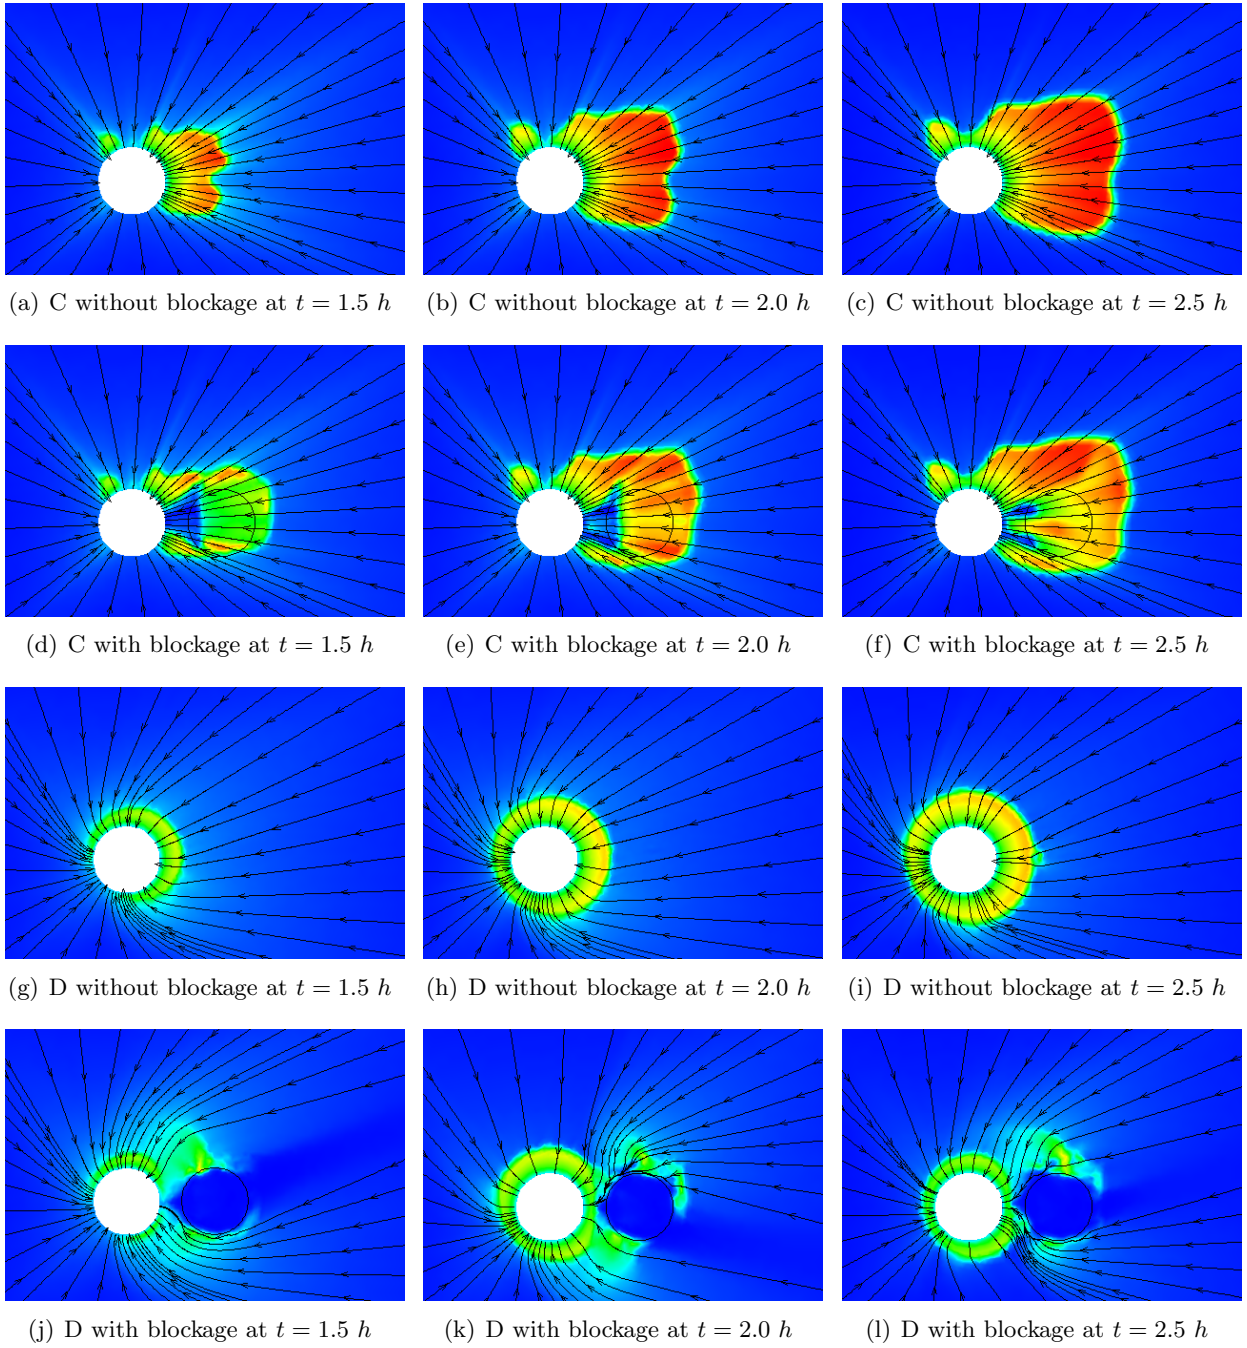 (a) C without blockage at t = 1.5 h
(b) C without blockage at t = 2.0 h
(c) C without blockage at t = 2.5 h
(d) C with blockage at t = 1.5 h
(e) C with blockage at t = 2.0 h
(f) C with blockage at t = 2.5 h
(g) D without blockage at t = 1.5 h
(h) D without blockage at t = 2.0 h
(i) D without blockage at t = 2.5 h
(j) D with blockage at t = 1.5 h
(k) D with blockage at t = 2.0 h
(l) D with blockage at t = 2.5 h